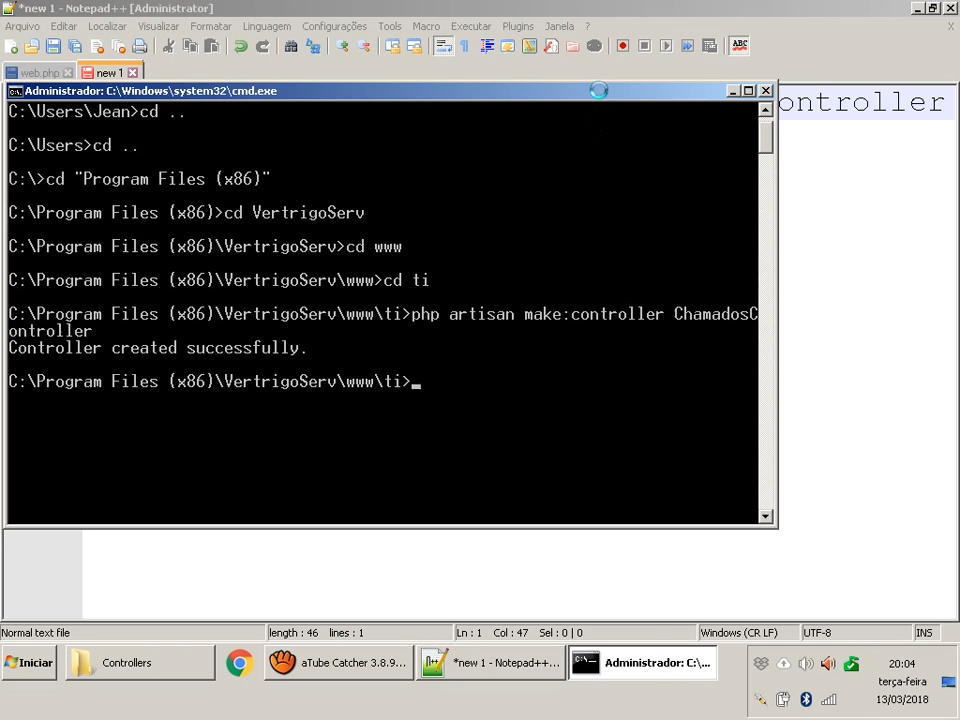 *new 1 - Notepad++ [Administrator]
Arquivo Editar Localizar Visualizar Formatar Linguagem Configurações Tools Macro Executar Plugins Janela ? X
ABC
web.php new 1
ontroller
Administrador: C:\Windows\system32\cmd.exe
C:\Users\Jean>cd ..
C:\Users>cd ..
C:\>cd "Program Files (x86)"
C:\Program Files (x86)>cd VertrigoServ
C:\Program Files (x86)\VertrigoServ>cd www
C:\Program Files (x86)\VertrigoServ\www>cd ti
C:\Program Files (x86)\VertrigoServ\www\ti>php artisan make:controller ChamadosC
ontroller
Controller created successfully.
C:\Program Files (x86)\VertrigoServ\www\ti>
Normal text file length : 46 lines : 1 Ln : 1 Col : 47 Sel : 0 | 0 Windows (CR LF) UTF-8 INS
Iniciar Controllers aTube Catcher 3.8.9... *new 1 - Notepad++... Administrador: C:\...
20:04
terça-feira
13/03/2018